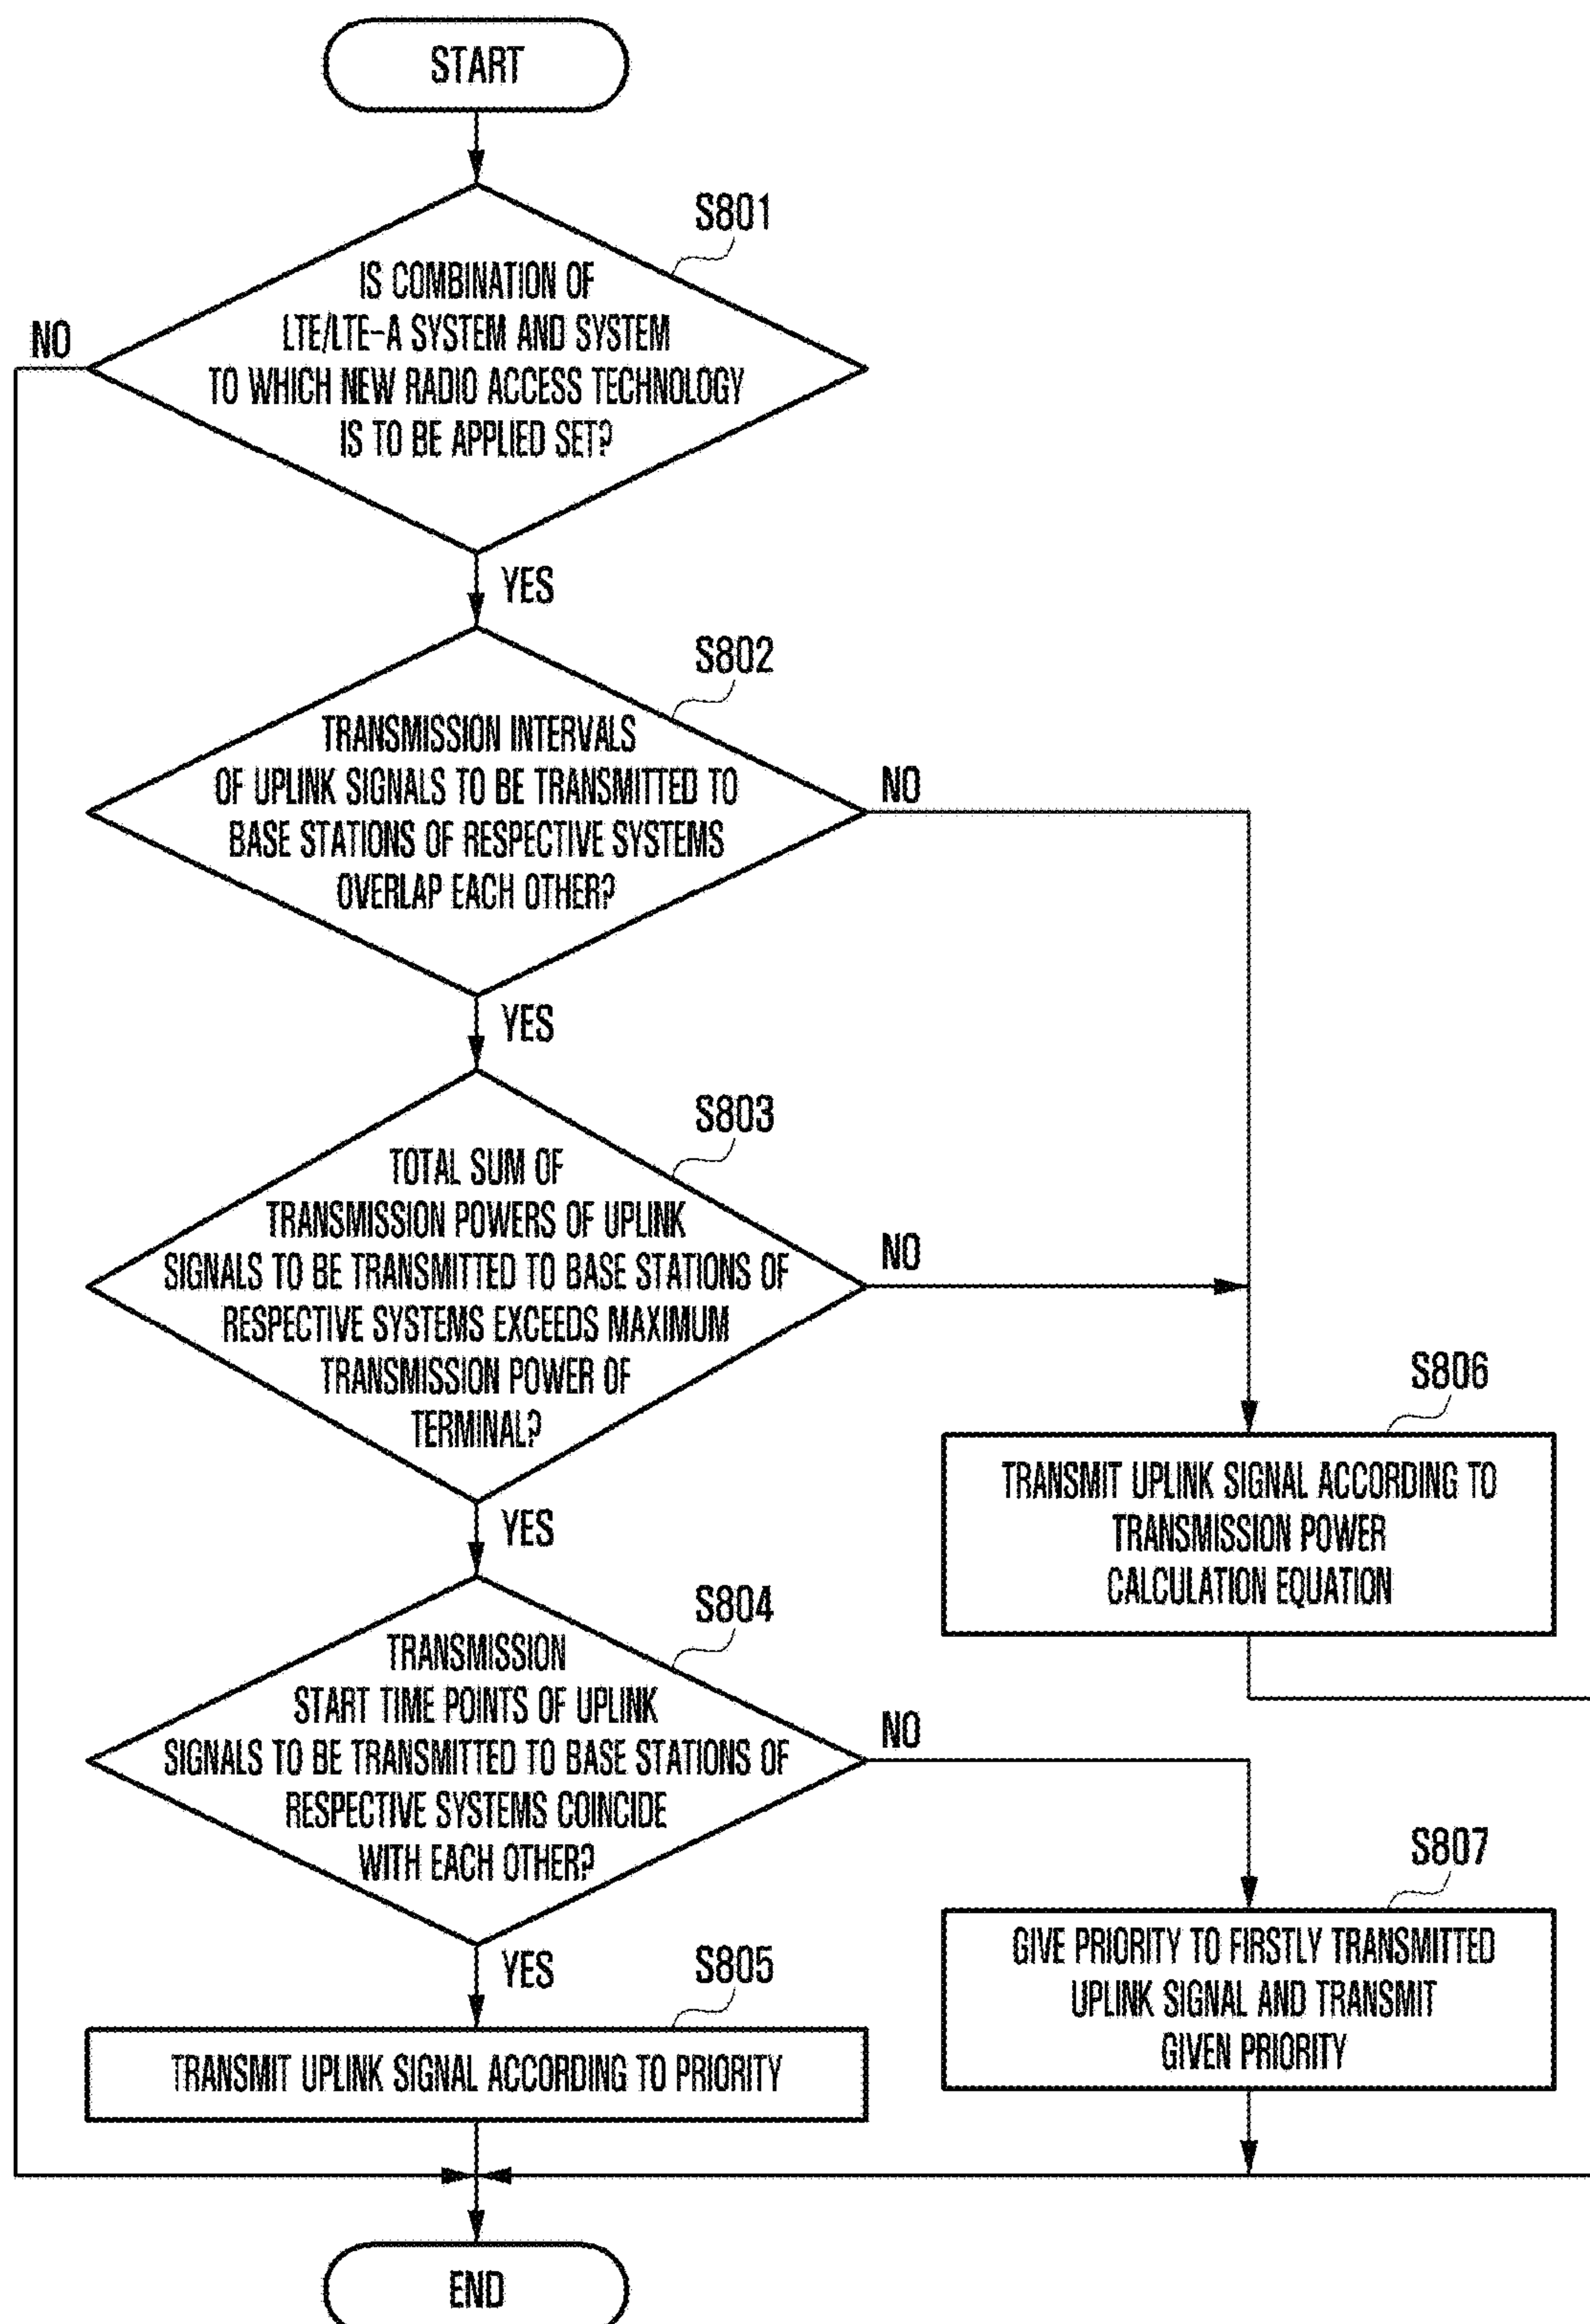 START
S801
IS COMBINATION OF
LTE/LTE-A SYSTEM AND SYSTEM
TO WHICH NEW RADIO ACCESS TECHNOLOGY
IS TO BE APPLIED SET?
NO
YES
S802
TRANSMISSION INTERVALS
OF UPLINK SIGNALS TO BE TRANSMITTED TO
BASE STATIONS OF RESPECTIVE SYSTEMS
OVERLAP EACH OTHER?
NO
YES
S803
TOTAL SUM OF
TRANSMISSION POWERS OF UPLINK
SIGNALS TO BE TRANSMITTED TO BASE STATIONS OF
RESPECTIVE SYSTEMS EXCEEDS MAXIMUM
TRANSMISSION POWER OF
TERMINAL?
NO
YES
S806
TRANSMIT UPLINK SIGNAL ACCORDING TO
TRANSMISSION POWER
CALCULATION EQUATION
S804
TRANSMISSION
START TIME POINTS OF UPLINK
SIGNALS TO BE TRANSMITTED TO BASE STATIONS OF
RESPECTIVE SYSTEMS COINCIDE
WITH EACH OTHER?
NO
YES
S807
GIVE PRIORITY TO FIRSTLY TRANSMITTED
UPLINK SIGNAL AND TRANSMIT
GIVEN PRIORITY
S805
TRANSMIT UPLINK SIGNAL ACCORDING TO PRIORITY
END